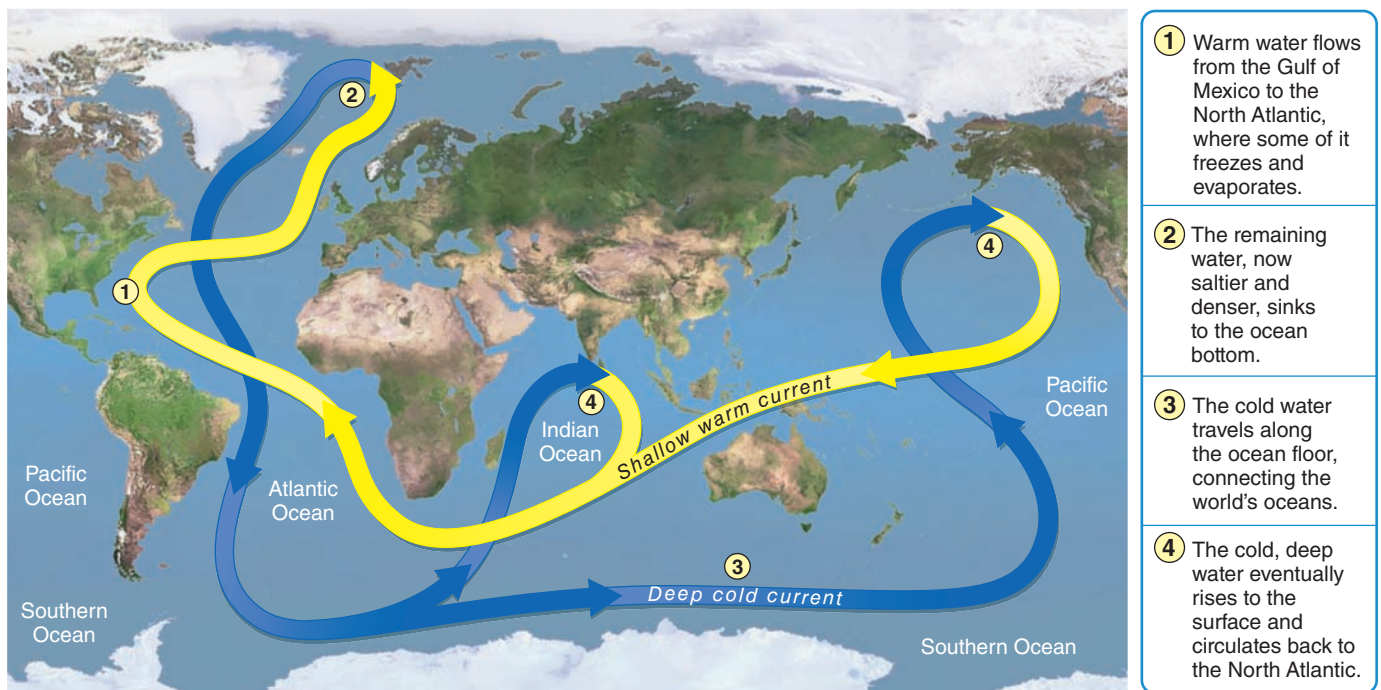 2
1
4
4
Pacific
Ocean
Indian
Ocean
Shallow warm current
Pacific
Ocean
Atlantic
Ocean
3
Deep cold current
Southern
Ocean
Southern Ocean
1 Warm water flows
from the Gulf of
Mexico to the
North Atlantic,
where some of it
freezes and
evaporates.
2 The remaining
water, now
saltier and
denser, sinks
to the ocean
bottom.
3 The cold water
travels along
the ocean floor,
connecting the
world's oceans.
4 The cold, deep
water eventually
rises to the
surface and
circulates back to
the North Atlantic.